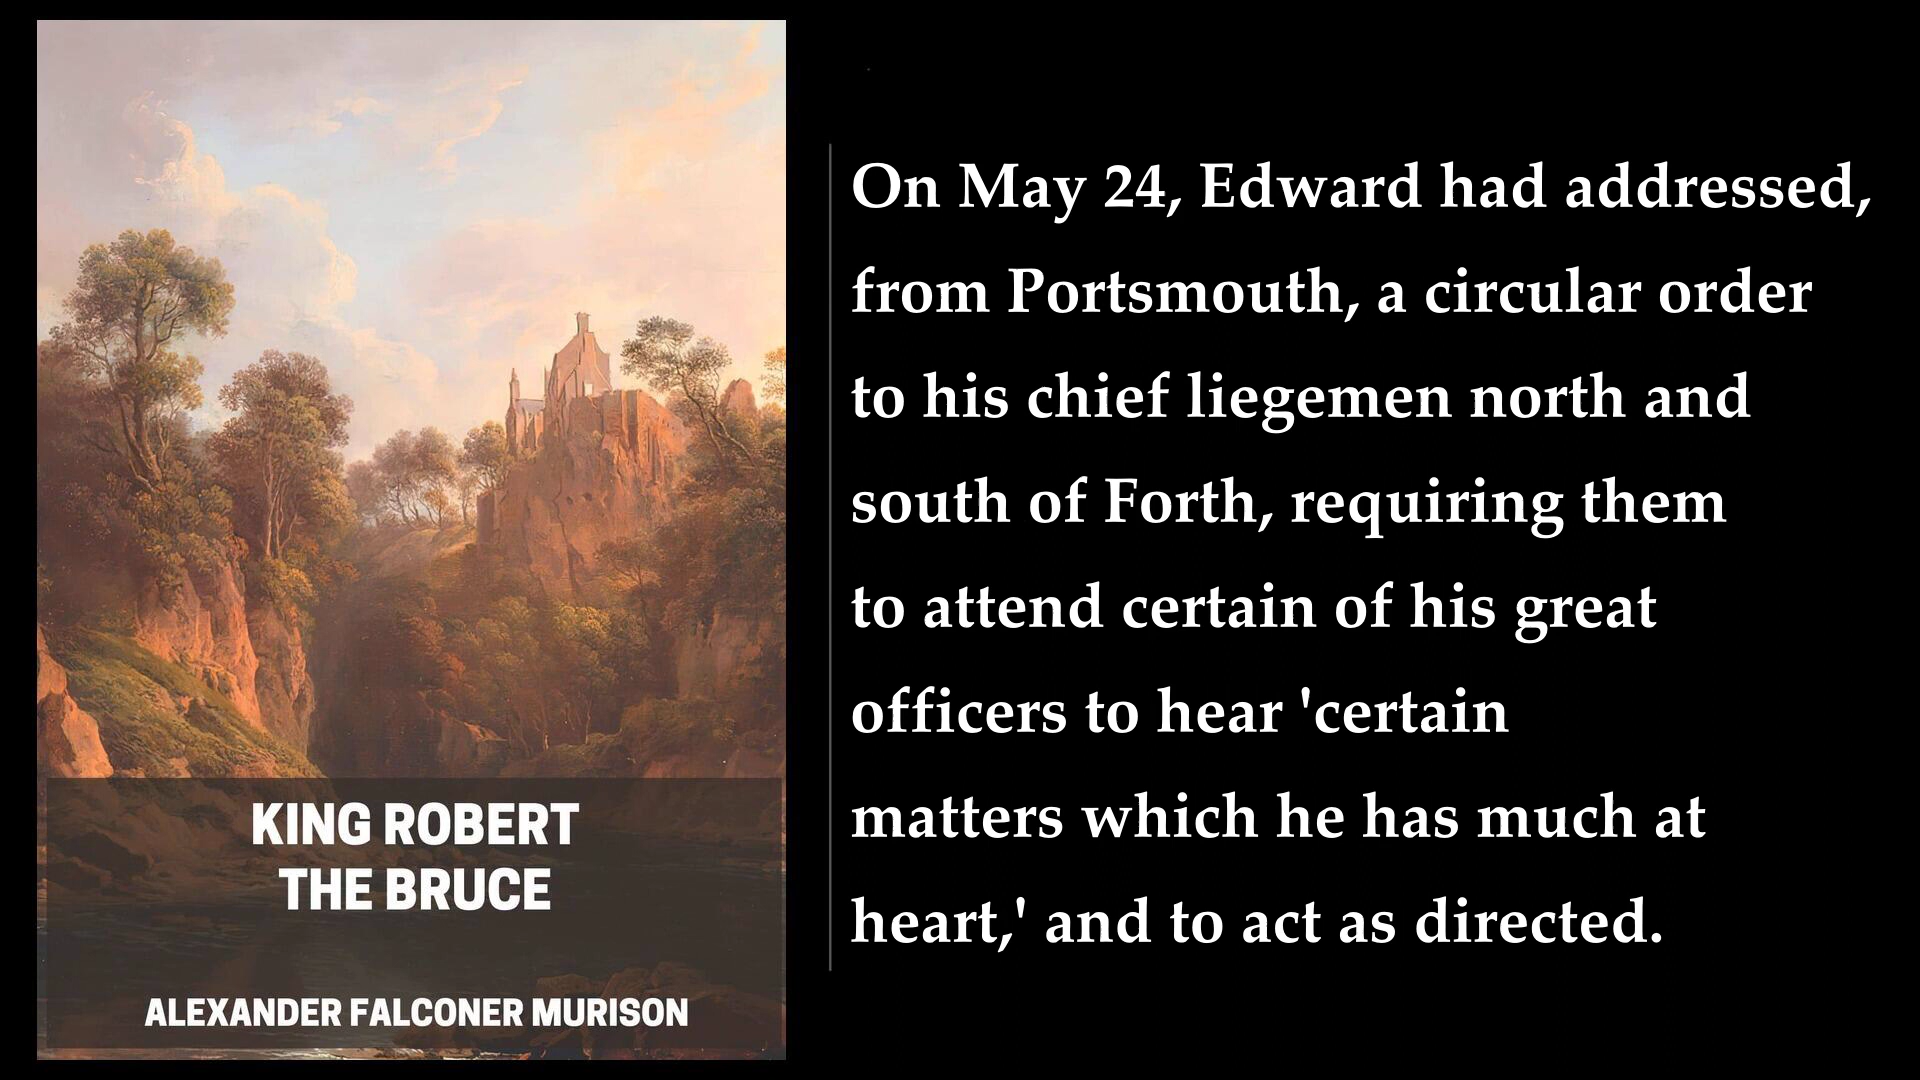 KING ROBERT
THE BRUCE
ALEXANDER FALCONER MURISON
On May 24, Edward had addressed,
from Portsmouth, a circular order
to his chief liegemen north and
south of Forth, requiring them
to attend certain of his great
officers to hear 'certain
matters which he has much at
heart,' and to act as directed.